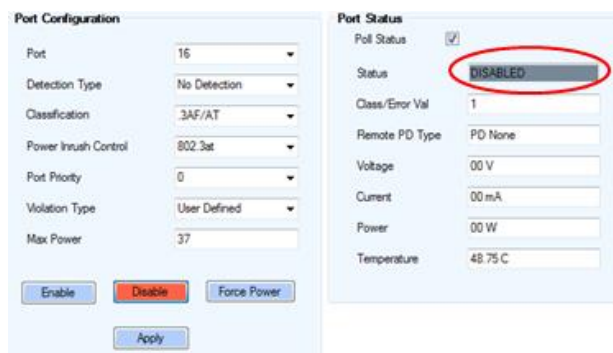 Port Configuration
Port 16
Detection Type No Detection
Classification .3AF/AT
Power Inrush Control 802.3at
Port Priority 0
Violation Type User Defined
Max Power 37
Enable Disable Force Power
Apply
Port Status
Poll Status
Status DISABLED
Class/Error Val 1
Remote PD Type PD None
Voltage 00 V
Current 00 mA
Power 00 W
Temperature 48.75 C